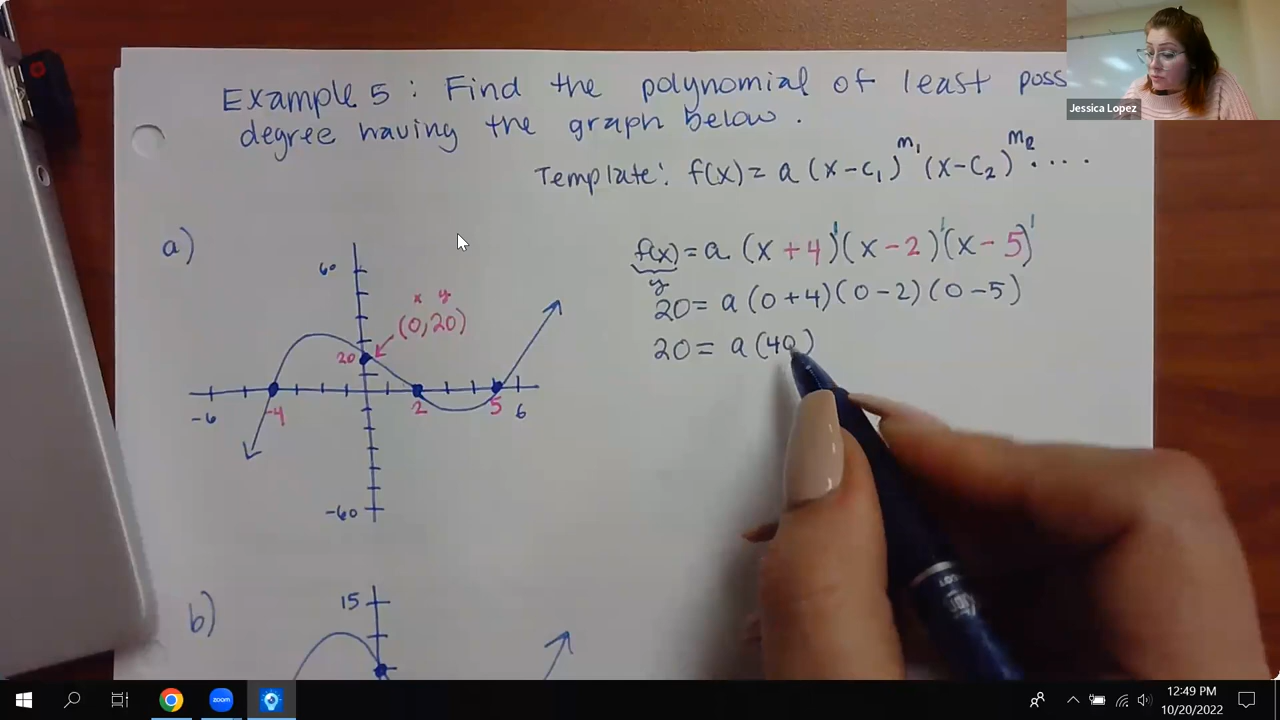 Example 5 : Find the polynomial of least poss
degree having the graph below .
Template: f(x) = a (x-c₁)^m₁ (x-c₂)^m₂ ....
Jessica Lopez
a)
60
x y
(0,20)
20
-6
-4
2
5
6
-60
f(x) = a (x+4)^1 (x-2)^1 (x-5)^1
y
20 = a (0+4)(0-2)(0-5)
20 = a (40)
b)
15
zoom
12:49 PM
10/20/2022